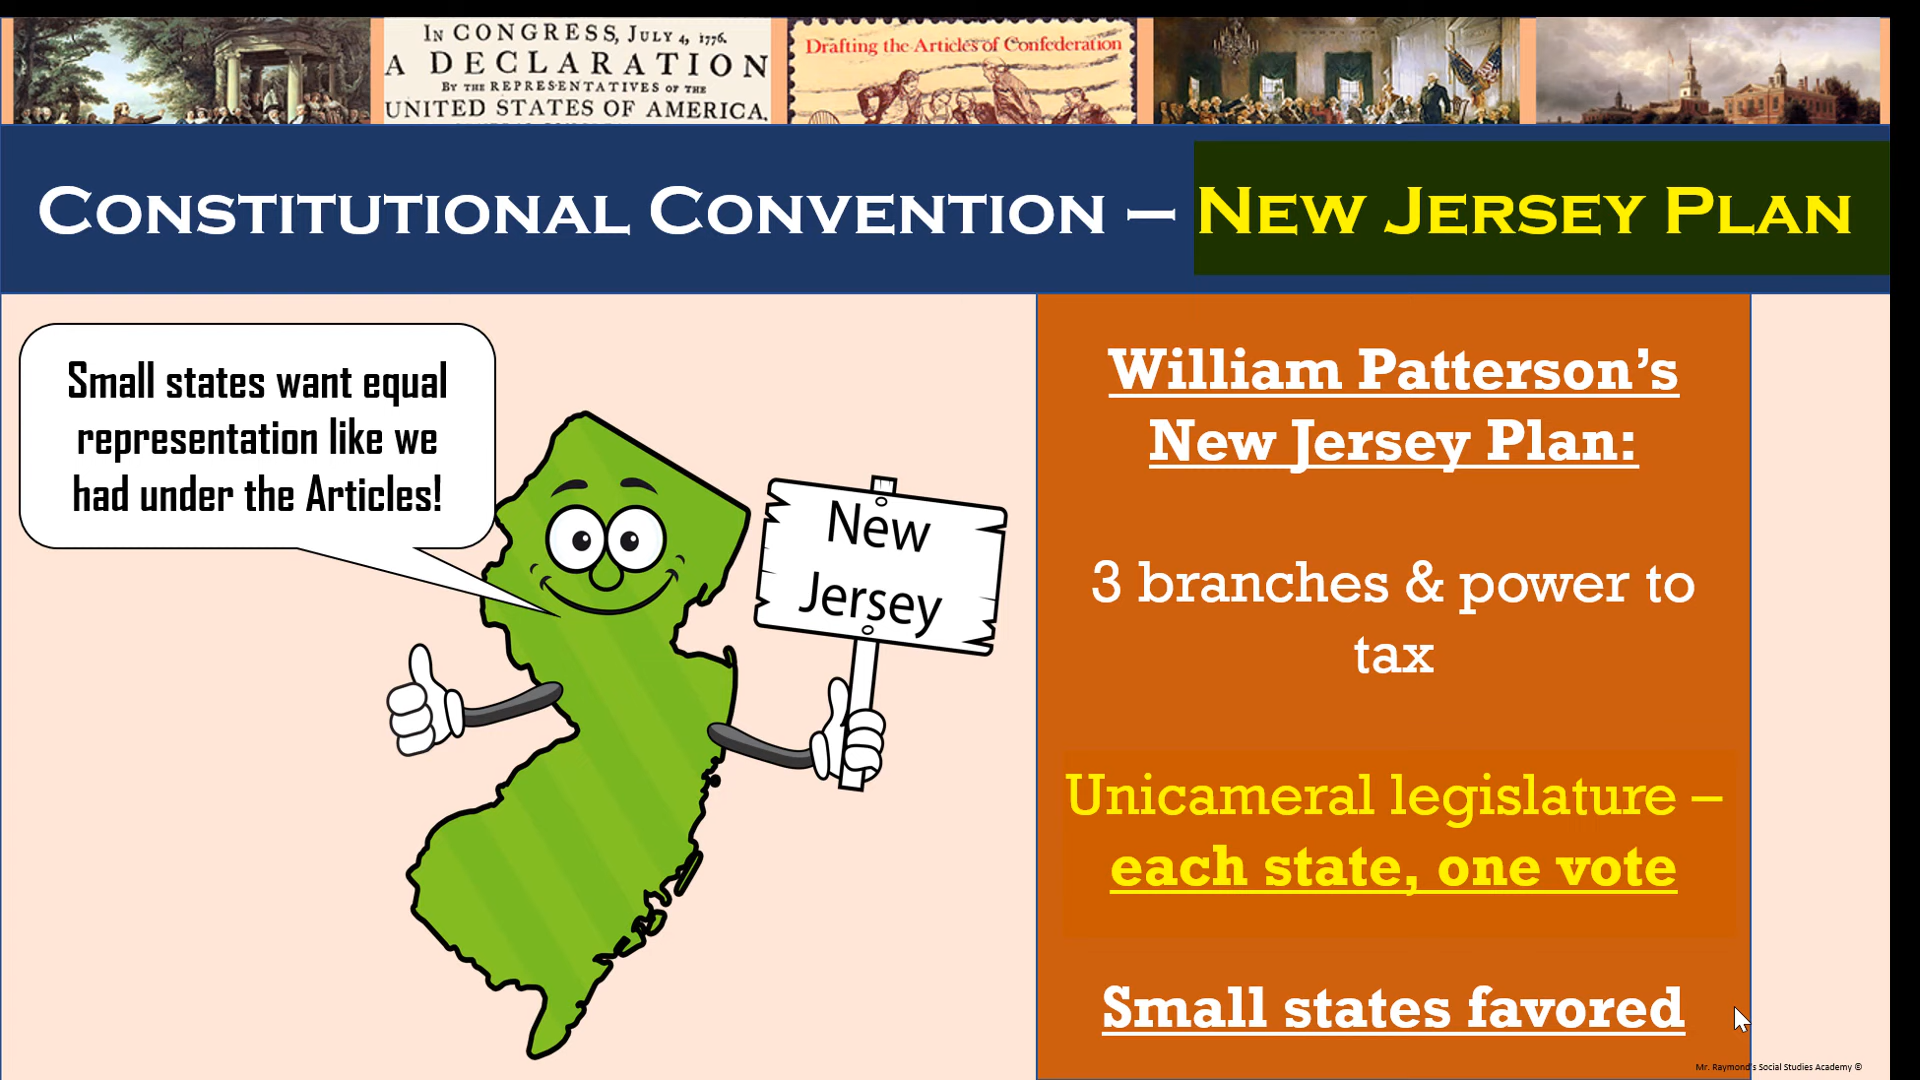 IN CONGRESS, JULY 4, 1776.
A DECLARATION
BY THE REPRESENTATIVES OF THE
UNITED STATES OF AMERICA,
Drafting the Articles of Confederation
CONSTITUTIONAL CONVENTION – NEW JERSEY PLAN
Small states want equal
representation like we
had under the Articles!
New
Jersey
William Patterson’s
New Jersey Plan:
3 branches & power to
tax
Unicameral legislature –
each state, one vote
Small states favored
Mr. Raymond's Social Studies Academy ©